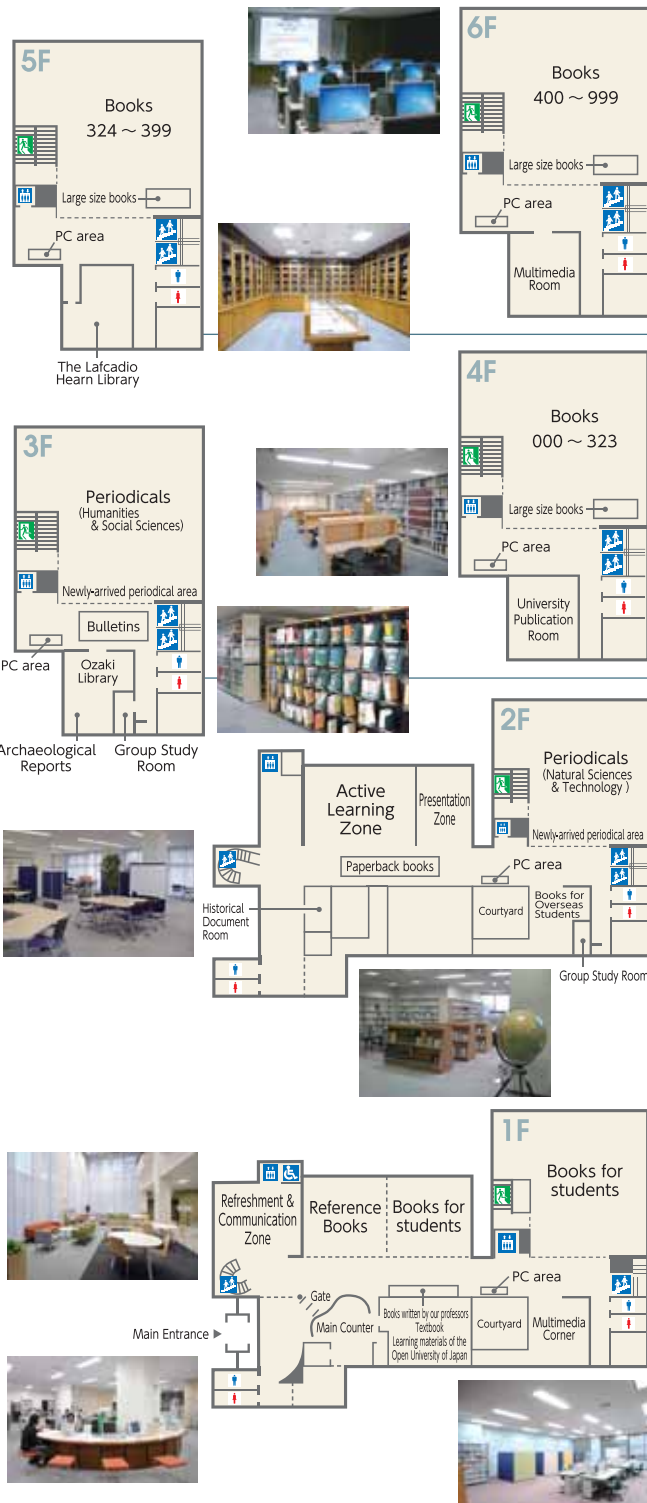 5F
Books
324 ~ 399
Large size books
PC area
The Lafcadio
Hearn Library
6F
Books
400 ~ 999
Large size books
PC area
Multimedia
Room
4F
Books
000 ~ 323
Large size books
PC area
University
Publication
Room
3F
Periodicals
(Humanities
& Social Sciences)
Newly-arrived periodical area
Bulletins
PC area
Ozaki
Library
Archaeological
Reports
Group Study
Room
2F
Periodicals
(Natural Sciences
& Technology )
Newly-arrived periodical area
Active
Learning
Zone
Presentation
Zone
Paperback books
PC area
Historical
Document
Room
Courtyard
Books for
Overseas
Students
Group Study Room
1F
Books for
students
Refreshment &
Communication
Zone
Reference
Books
Books for
students
PC area
Gate
Main Entrance
Main Counter
Books written by our professors
Textbook
Learning materials of the
Open University of Japan
Courtyard
Multimedia
Corner